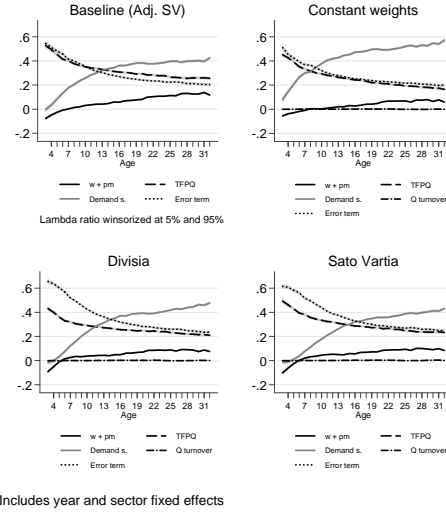 Baseline (Adj. SV)
.6
.4
.2
0
-.2
4 7 10 13 16 19 22 25 28 31
Age
w + pm
TFPQ
Demand s.
Error term
Lambda ratio winsorized at 5% and 95%
Constant weights
.6
.4
.2
0
-.2
4 7 10 13 16 19 22 25 28 31
Age
w + pm
TFPQ
Demand s.
Q turnover
Error term
Divisia
.6
.4
.2
0
-.2
4 7 10 13 16 19 22 25 28 31
Age
w + pm
TFPQ
Demand s.
Q turnover
Error term
Sato Vartia
.6
.4
.2
0
-.2
4 7 10 13 16 19 22 25 28 31
Age
w + pm
TFPQ
Demand s.
Q turnover
Error term
Includes year and sector fixed effects